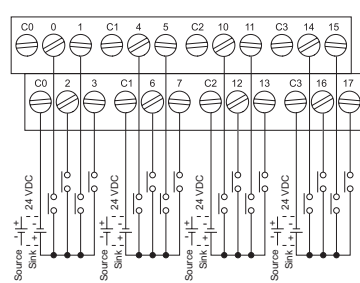 C0 0 1 C1 4 5 C2 10 11 C3 14 15
C0 2 3 C1 6 7 C2 12 13 C3 16 17
24 VDC 24 VDC 24 VDC 24 VDC
+ - - + + - - + + - - + + - - +
Source Sink Source Sink Source Sink Source Sink